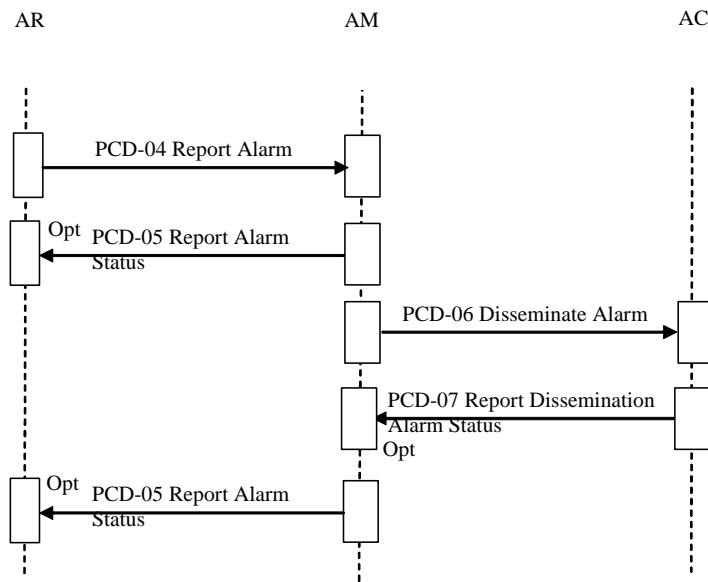 AR AM AC
PCD-04 Report Alarm
Opt
PCD-05 Report Alarm
Status
PCD-06 Disseminate Alarm
PCD-07 Report Dissemination
Alarm Status
Opt
Opt
PCD-05 Report Alarm
Status